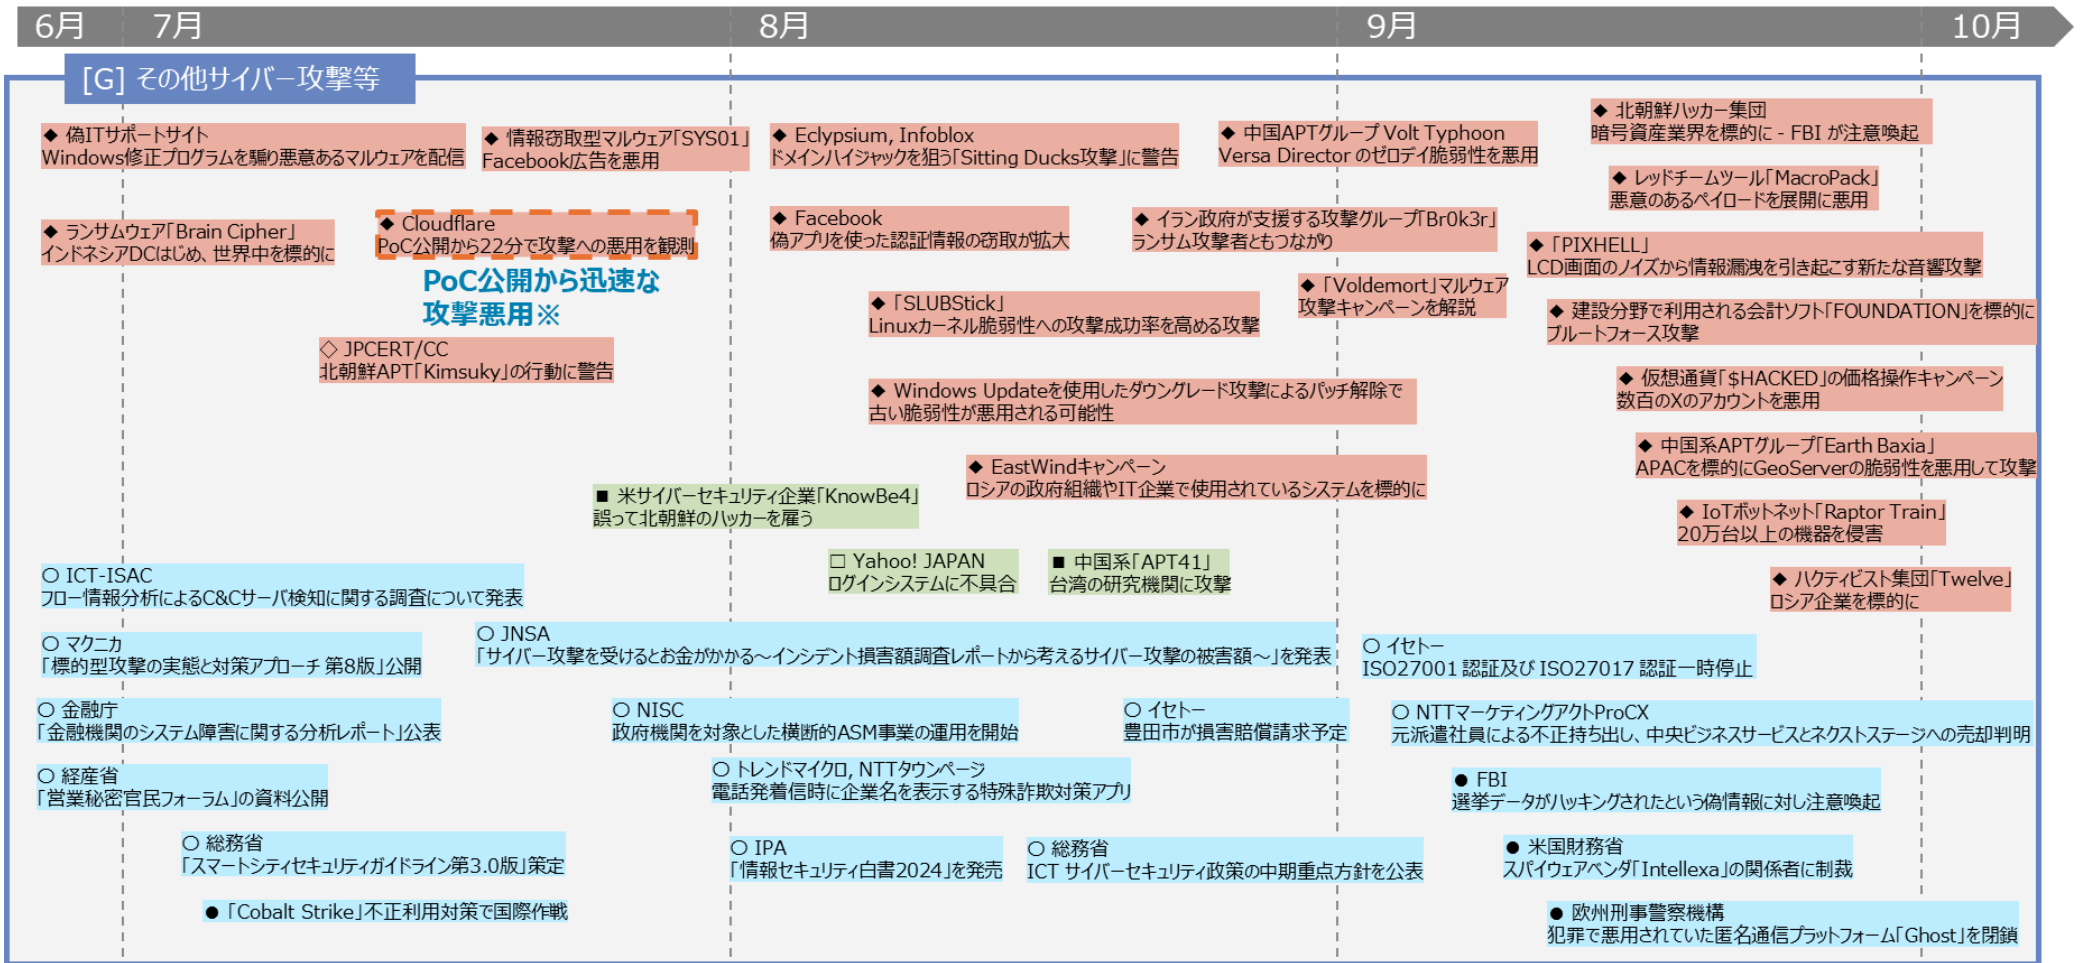 6月
7月
8月
9月
10月
[G] その他サイバー攻撃等
◆ 偽ITサポートサイト
Windows修正プログラムを騙り悪意あるマルウェアを配信
◆ 情報窃取型マルウェア「SYS01」
Facebook広告を悪用
◆ Eclypsium, Infoblox
ドメインハイジャックを狙う「Sitting Ducks攻撃」に警告
◆ 中国APTグループ Volt Typhoon
Versa Director のゼロデイ脆弱性を悪用
◆ 北朝鮮ハッカー集団
暗号資産業界を標的に - FBI が注意喚起
◆ レッドチームツール「MacroPack」
悪意のあるペイロードを展開に悪用
◆ ランサムウェア「Brain Cipher」
インドネシアDCはじめ、世界中を標的に
◆ Cloudflare
PoC公開から22分で攻撃への悪用を観測
PoC公開から迅速な
攻撃悪用※
◆ Facebook
偽アプリを使った認証情報の窃取が拡大
◆ イラン政府が支援する攻撃グループ「Br0k3r」
ランサム攻撃者ともつながり
◆ 「PIXHELL」
LCD画面のノイズから情報漏洩を引き起こす新たな音響攻撃
◆ 「Voldemort」マルウェア
攻撃キャンペーンを解説
◆ 「SLUBStick」
Linuxカーネル脆弱性への攻撃成功率を高める攻撃
◆ 建設分野で利用される会計ソフト「FOUNDATION」を標的に
ブルートフォース攻撃
◇ JPCERT/CC
北朝鮮APT「Kimsuky」の行動に警告
◆ Windows Updateを使用したダウングレード攻撃によるパッチ解除で
古い脆弱性が悪用される可能性
◆ 仮想通貨「$HACKED」の価格操作キャンペーン
数百のXのアカウントを悪用
◆ 中国系APTグループ「Earth Baxia」
APACを標的にGeoServerの脆弱性を悪用して攻撃
◆ EastWindキャンペーン
ロシアの政府組織やIT企業で使用されているシステムを標的に
■ 米サイバーセキュリティ企業「KnowBe4」
誤って北朝鮮のハッカーを雇う
◆ IoTボットネット「Raptor Train」
20万台以上の機器を侵害
□ Yahoo! JAPAN
ログインシステムに不具合
■ 中国系「APT41」
台湾の研究機関に攻撃
◆ ハクティビスト集団「Twelve」
ロシア企業を標的に
○ ICT-ISAC
フロー情報分析によるC&Cサーバ検知に関する調査について発表
○ マクニカ
「標的型攻撃の実態と対策アプローチ 第8版」公開
○ JNSA
「サイバー攻撃を受けるとお金がかかる～インシデント損害額調査レポートから考えるサイバー攻撃の被害額～」を発表
○ イセトー
ISO27001 認証及び ISO27017 認証一時停止
○ 金融庁
「金融機関のシステム障害に関する分析レポート」公表
○ NISC
政府機関を対象とした横断的ASM事業の運用を開始
○ イセトー
豊田市が損害賠償請求予定
○ NTTマーケティングアクトProCX
元派遣社員による不正持ち出し、中央ビジネスサービスとネクストステージへの売却判明
○ 経産省
「営業秘密官民フォーラム」の資料公開
○ トレンドマイクロ, NTTタウンページ
電話発着信時に企業名を表示する特殊詐欺対策アプリ
● FBI
選挙データがハッキングされたという偽情報に対し注意喚起
○ 総務省
「スマートシティセキュリティガイドライン第3.0版」策定
○ IPA
「情報セキュリティ白書2024」を発売
○ 総務省
ICT サイバーセキュリティ政策の中期重点方針を公表
● 米国財務省
スパイウェアベンダ「Intellexa」の関係者に制裁
● 「Cobalt Strike」不正利用対策で国際作戦
● 欧州刑事警察機構
犯罪で悪用されていた匿名通信プラットフォーム「Ghost」を閉鎖